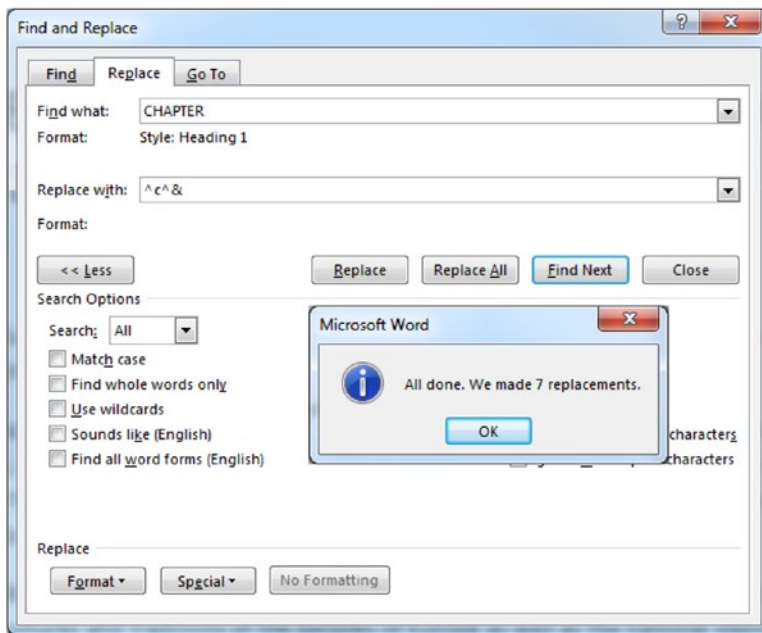 Find and Replace
Find Replace Go To
Find what: CHAPTER
Format: Style: Heading 1
Replace with: ^c^&
Format:
<< Less Replace Replace All Find Next Close
Search Options
Search: All
Match case
Find whole words only
Use wildcards
Sounds like (English)
Find all word forms (English)
Microsoft Word
All done. We made 7 replacements.
OK
characters
characters
Replace
Format Special No Formatting